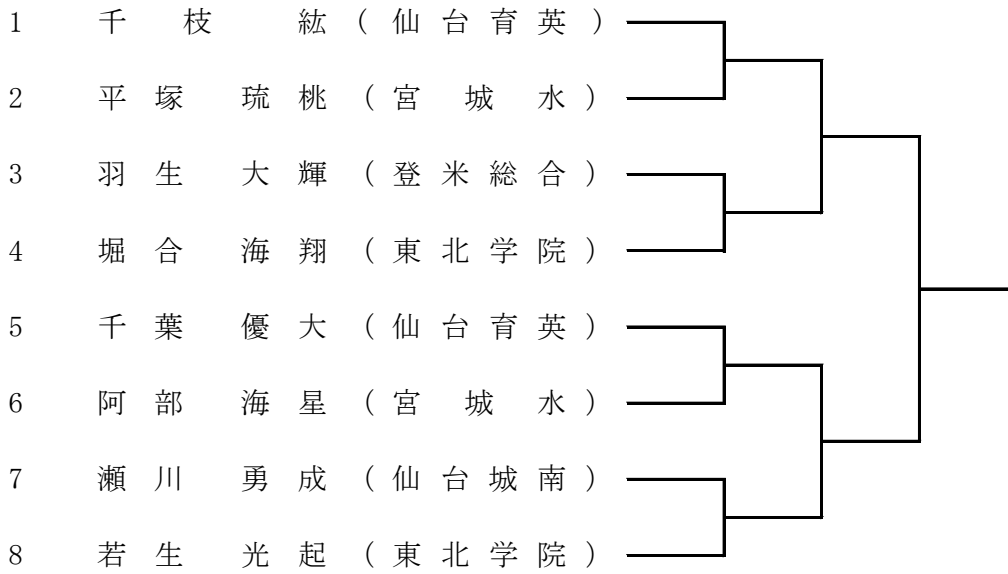 1 千枝 紘 (仙台育英)
2 平塚 琉桃 (宮城水)
3 羽生 大輝 (登米総合)
4 堀合 海翔 (東北学院)
5 千葉 優大 (仙台育英)
6 阿部 海星 (宮城水)
7 瀬川 勇成 (仙台城南)
8 若生 光起 (東北学院)